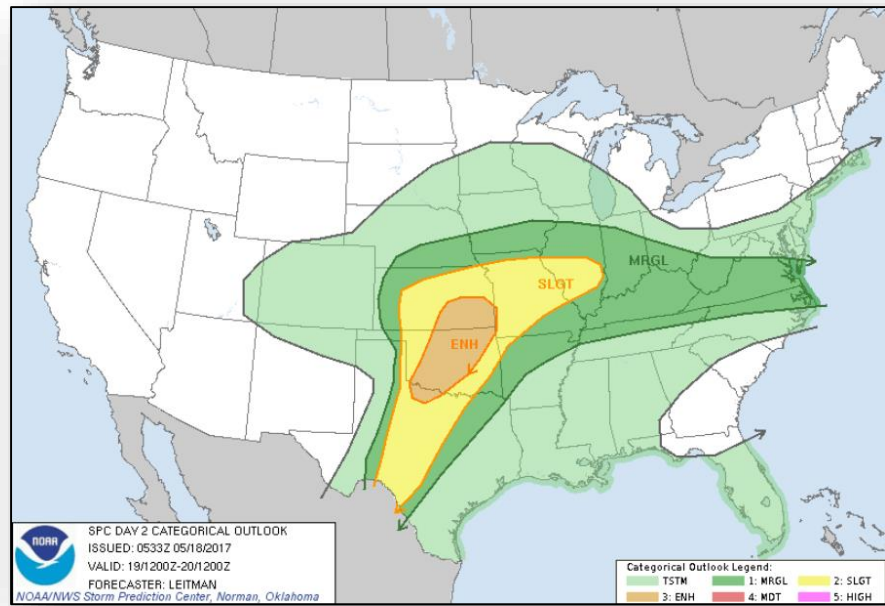 MRGL
SLGT
ENH
NOAA
SPC DAY 2 CATEGORICAL OUTLOOK
ISSUED: 0533Z 05/18/2017
VALID: 19/1200Z-20/1200Z
FORECASTER: LEITMAN
NOAA/NWS Storm Prediction Center, Norman, Oklahoma
Categorical Outlook Legend:
TSTM 1: MRGL 2: SLGT
3: ENH 4: MDT 5: HIGH